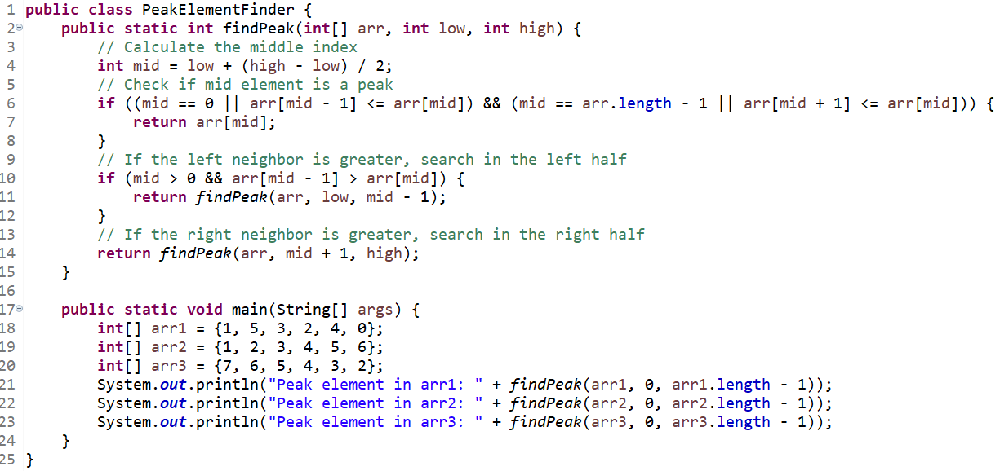 1 public class PeakElementFinder {
2 public static int findPeak(int[] arr, int low, int high) {
3 // Calculate the middle index
4 int mid = low + (high - low) / 2;
5 // Check if mid element is a peak
6 if ((mid == 0 || arr[mid - 1] <= arr[mid]) && (mid == arr.length - 1 || arr[mid + 1] <= arr[mid])) {
7 return arr[mid];
8 }
9 // If the left neighbor is greater, search in the left half
10 if (mid > 0 && arr[mid - 1] > arr[mid]) {
11 return findPeak(arr, low, mid - 1);
12 }
13 // If the right neighbor is greater, search in the right half
14 return findPeak(arr, mid + 1, high);
15 }
16
17 public static void main(String[] args) {
18 int[] arr1 = {1, 5, 3, 2, 4, 0};
19 int[] arr2 = {1, 2, 3, 4, 5, 6};
20 int[] arr3 = {7, 6, 5, 4, 3, 2};
21 System.out.println("Peak element in arr1: " + findPeak(arr1, 0, arr1.length - 1));
22 System.out.println("Peak element in arr2: " + findPeak(arr2, 0, arr2.length - 1));
23 System.out.println("Peak element in arr3: " + findPeak(arr3, 0, arr3.length - 1));
24 }
25 }